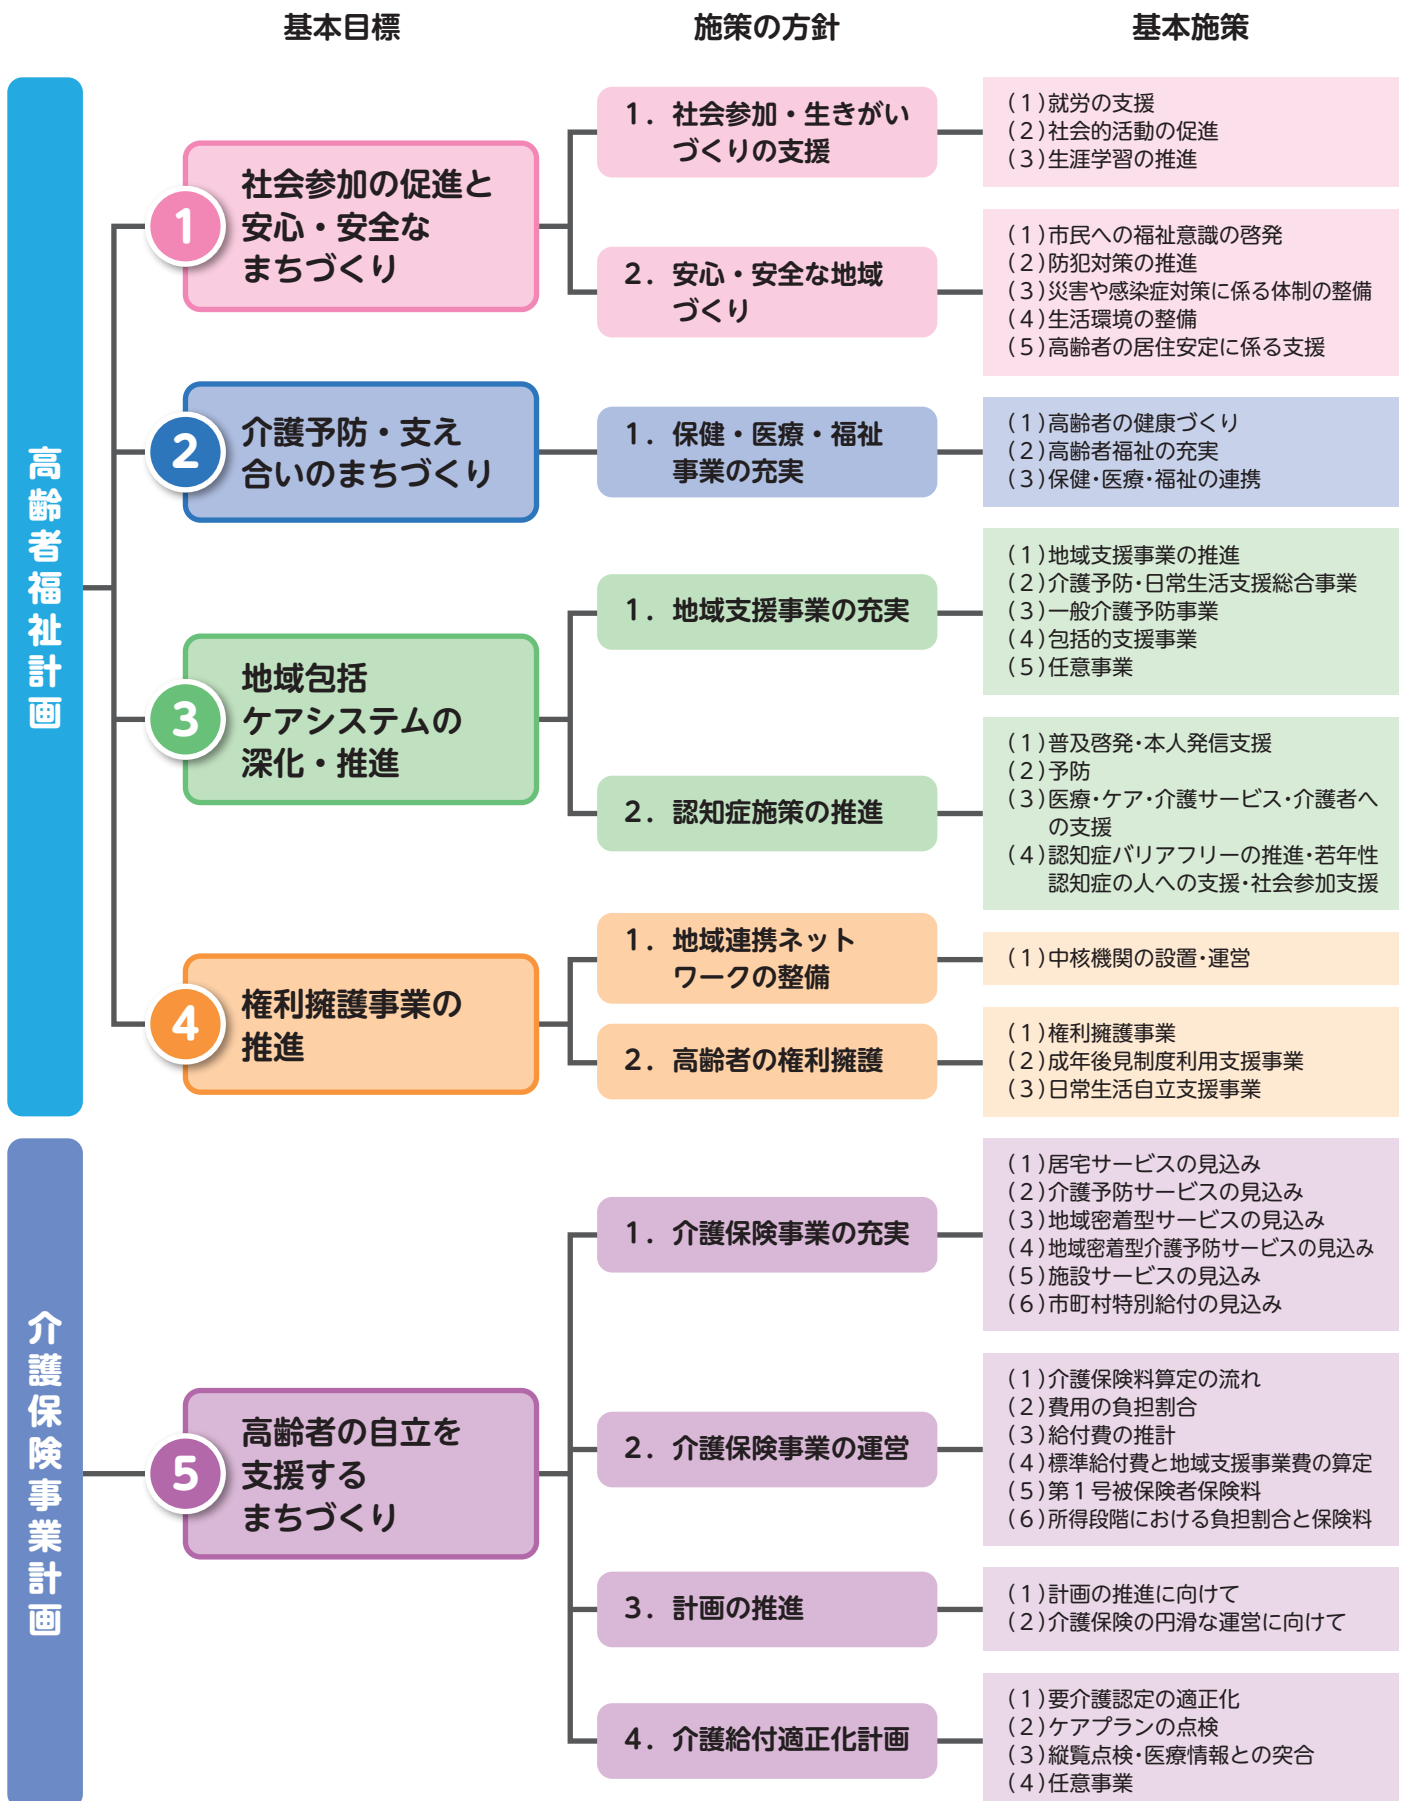 基本目標
施策の方針
基本施策
高齢者福祉計画
1
社会参加の促進と
安心・安全な
まちづくり
1．社会参加・生きがい
づくりの支援
(1)就労の支援
(2)社会的活動の促進
(3)生涯学習の推進
2．安心・安全な地域
づくり
(1)市民への福祉意識の啓発
(2)防犯対策の推進
(3)災害や感染症対策に係る体制の整備
(4)生活環境の整備
(5)高齢者の居住安定に係る支援
2
介護予防・支え
合いのまちづくり
1．保健・医療・福祉
事業の充実
(1)高齢者の健康づくり
(2)高齢者福祉の充実
(3)保健・医療・福祉の連携
3
地域包括
ケアシステムの
深化・推進
1．地域支援事業の充実
(1)地域支援事業の推進
(2)介護予防・日常生活支援総合事業
(3)一般介護予防事業
(4)包括的支援事業
(5)任意事業
2．認知症施策の推進
(1)普及啓発・本人発信支援
(2)予防
(3)医療・ケア・介護サービス・介護者へ
の支援
(4)認知症バリアフリーの推進・若年性
認知症の人への支援・社会参加支援
4
権利擁護事業の
推進
1．地域連携ネット
ワークの整備
(1)中核機関の設置・運営
2．高齢者の権利擁護
(1)権利擁護事業
(2)成年後見制度利用支援事業
(3)日常生活自立支援事業
介護保険事業計画
5
高齢者の自立を
支援する
まちづくり
1．介護保険事業の充実
(1)居宅サービスの見込み
(2)介護予防サービスの見込み
(3)地域密着型サービスの見込み
(4)地域密着型介護予防サービスの見込み
(5)施設サービスの見込み
(6)市町村特別給付の見込み
2．介護保険事業の運営
(1)介護保険料算定の流れ
(2)費用の負担割合
(3)給付費の推計
(4)標準給付費と地域支援事業費の算定
(5)第１号被保険者保険料
(6)所得段階における負担割合と保険料
3．計画の推進
(1)計画の推進に向けて
(2)介護保険の円滑な運営に向けて
4．介護給付適正化計画
(1)要介護認定の適正化
(2)ケアプランの点検
(3)縦覧点検・医療情報との突合
(4)任意事業